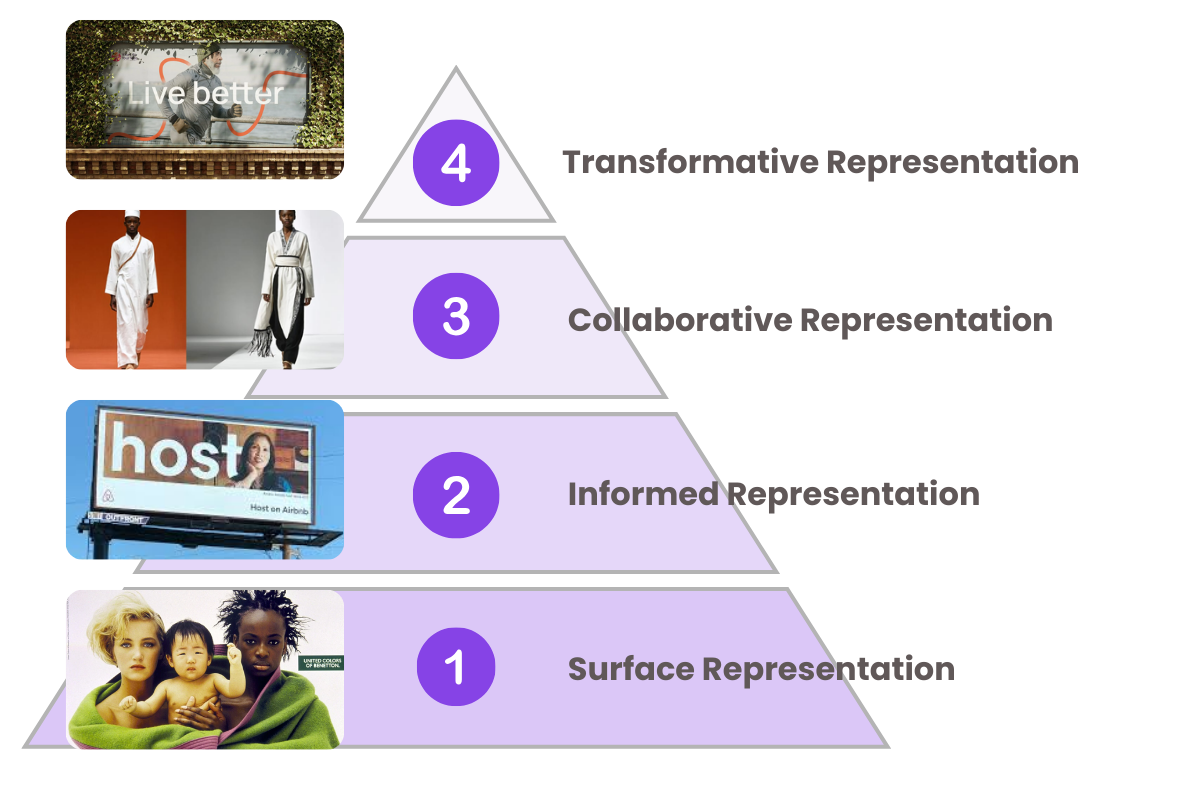 Live better
4
Transformative Representation
3
Collaborative Representation
host
Host on Airbnb
OUTFRONT
2
Informed Representation
UNITED COLORS
OF BENETTON.
1
Surface Representation